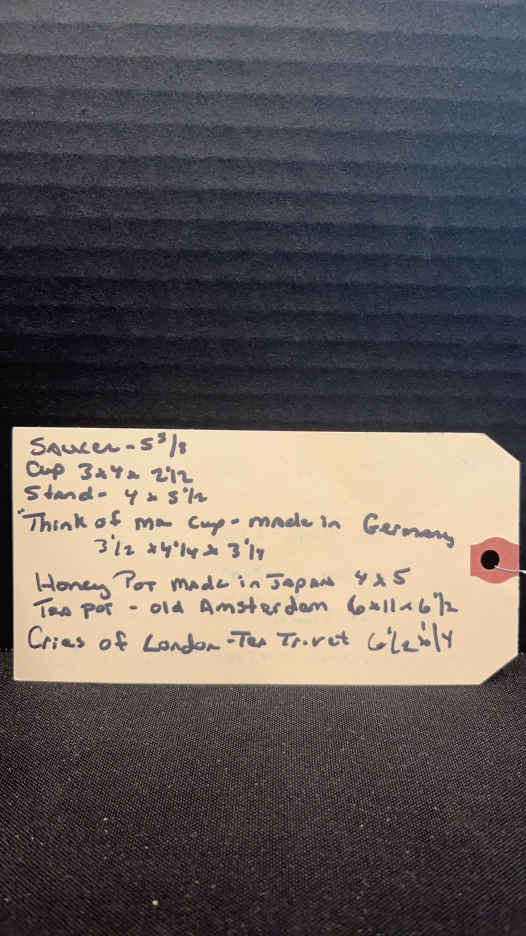 Saucer - 5 3/8
Cup 3 x 4 x 2 1/2
Stand - 4 x 5 1/2
"Think of me Cup - made in Germany
3 1/2 x 4 1/4 x 3 1/4
Honey Pot made in Japan 4 x 5
Tea pot - old Amsterdam 6 x 11 x 6 1/2
Cries of London - Tea Trivet 6 1/2 x 1/4